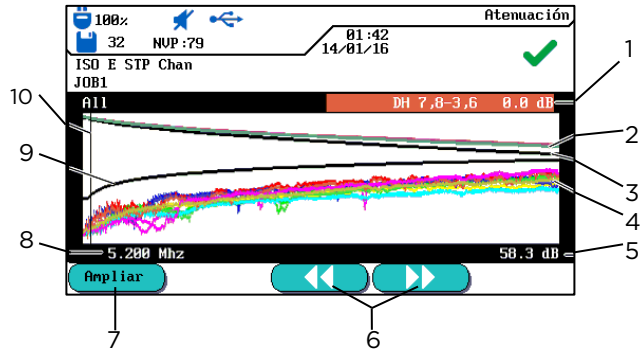 100%
Atenuación
32 NVP:79
01:42
14/01/16
ISO E STP Chan
JOB1
All DH 7,8-3,6 0.0 dB
5.200 Mhz 58.3 dB
Ampliar
1
2
3
4
5
6
7
8
9
10